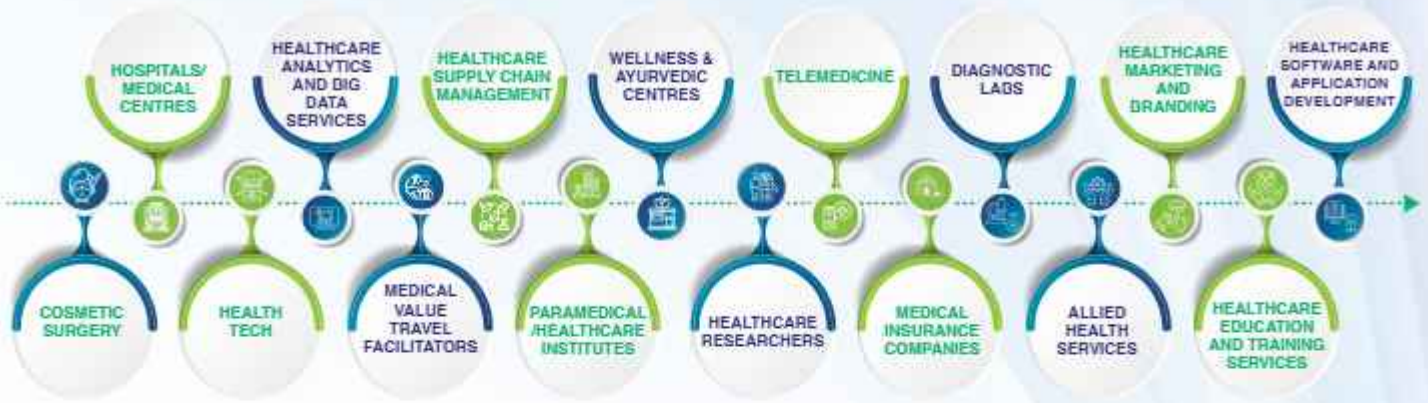 HOSPITALS/
MEDICAL
CENTRES
HEALTHCARE
ANALYTICS
AND BIG
DATA
SERVICES
HEALTHCARE
SUPPLY CHAIN
MANAGEMENT
WELLNESS &
AYURVEDIC
CENTRES
TELEMEDICINE
DIAGNOSTIC
LABS
HEALTHCARE
MARKETING
AND
BRANDING
HEALTHCARE
SOFTWARE AND
APPLICATION
DEVELOPMENT
COSMETIC
SURGERY
HEALTH
TECH
MEDICAL
VALUE
TRAVEL
FACILITATORS
PARAMEDICAL
/HEALTHCARE
INSTITUTES
HEALTHCARE
RESEARCHERS
MEDICAL
INSURANCE
COMPANIES
ALLIED
HEALTH
SERVICES
HEALTHCARE
EDUCATION
AND TRAINING
SERVICES